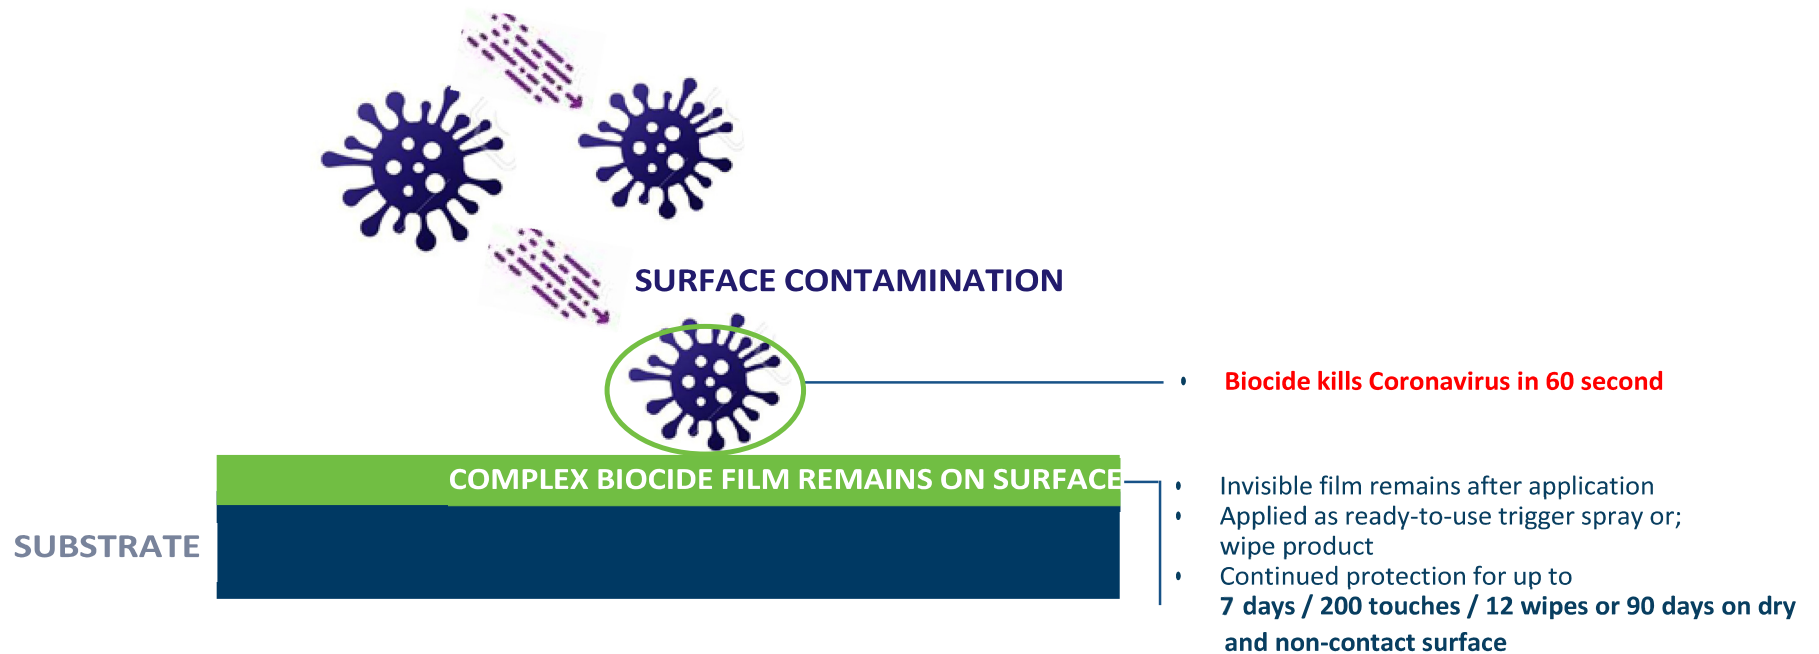 SURFACE CONTAMINATION
• Biocide kills Coronavirus in 60 second
COMPLEX BIOCIDE FILM REMAINS ON SURFACE
SUBSTRATE
• Invisible film remains after application
• Applied as ready-to-use trigger spray or;
wipe product
• Continued protection for up to
7 days / 200 touches / 12 wipes or 90 days on dry
and non-contact surface